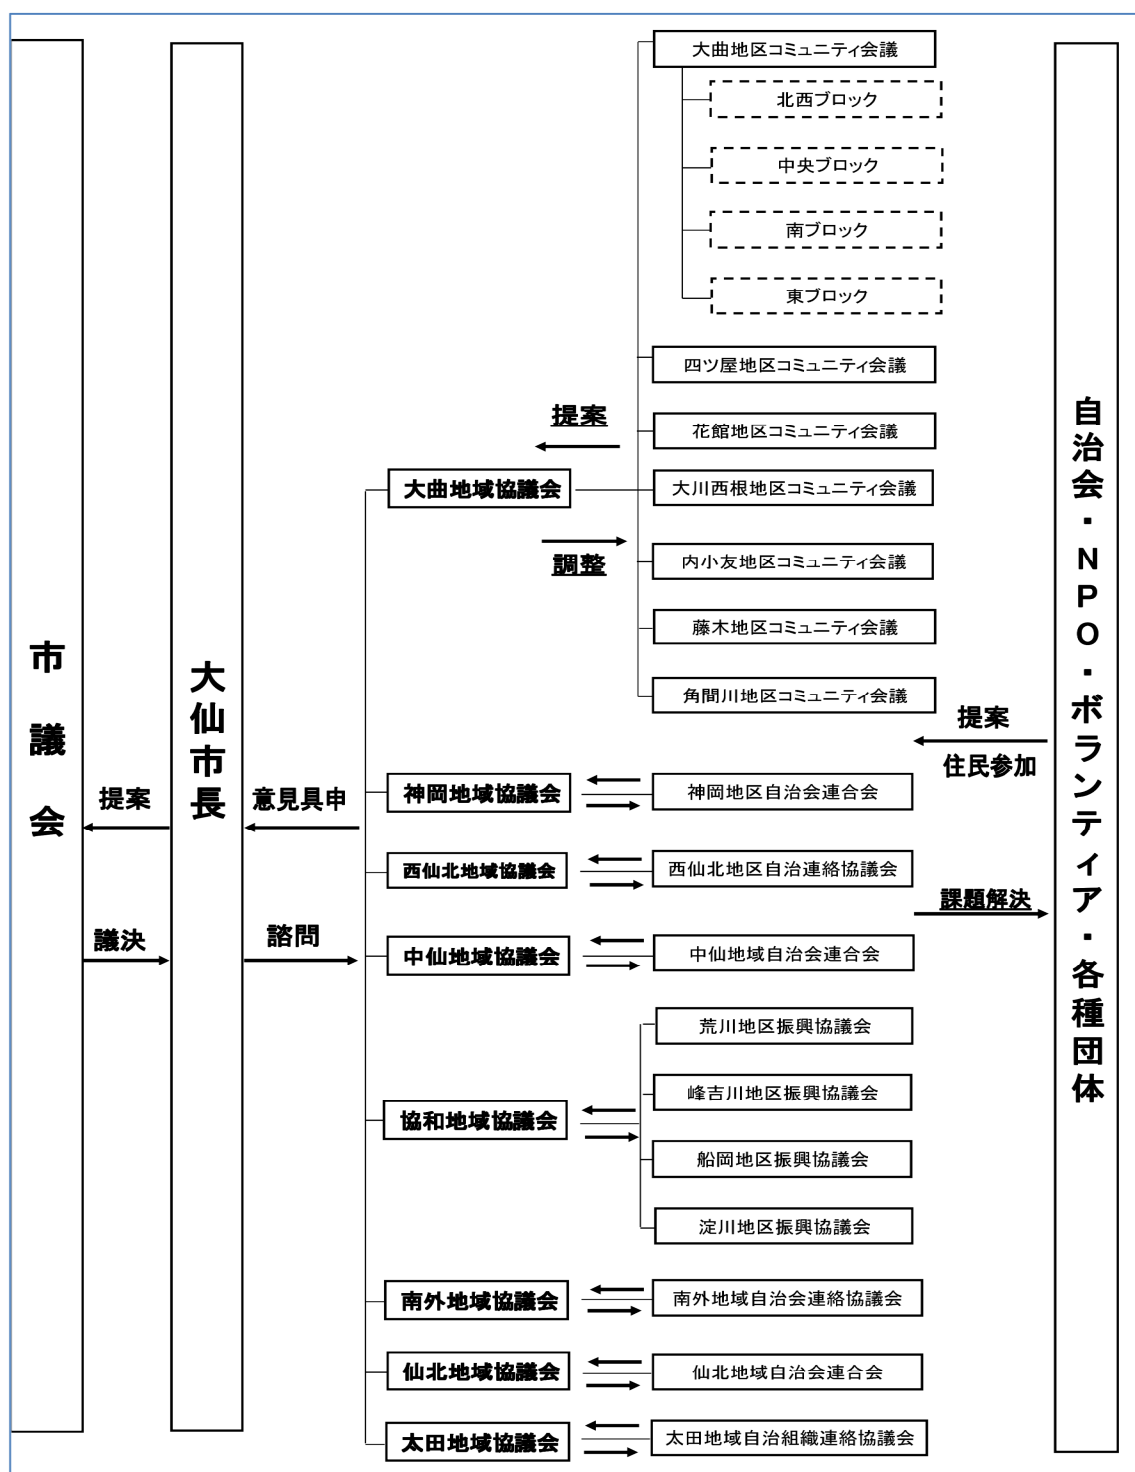 市議会
大仙市長
提案
議決
意見具申
諮問
大曲地域協議会
提案
調整
大曲地区コミュニティ会議
北西ブロック
中央ブロック
南ブロック
東ブロック
四ツ屋地区コミュニティ会議
花館地区コミュニティ会議
大川西根地区コミュニティ会議
内小友地区コミュニティ会議
藤木地区コミュニティ会議
角間川地区コミュニティ会議
神岡地域協議会
神岡地区自治会連合会
西仙北地域協議会
西仙北地区自治連絡協議会
中仙地域協議会
中仙地域自治会連合会
協和地域協議会
荒川地区振興協議会
峰吉川地区振興協議会
船岡地区振興協議会
淀川地区振興協議会
南外地域協議会
南外地域自治会連絡協議会
仙北地域協議会
仙北地域自治会連合会
太田地域協議会
太田地域自治組織連絡協議会
提案
住民参加
課題解決
自治会・NPO・ボランティア・各種団体